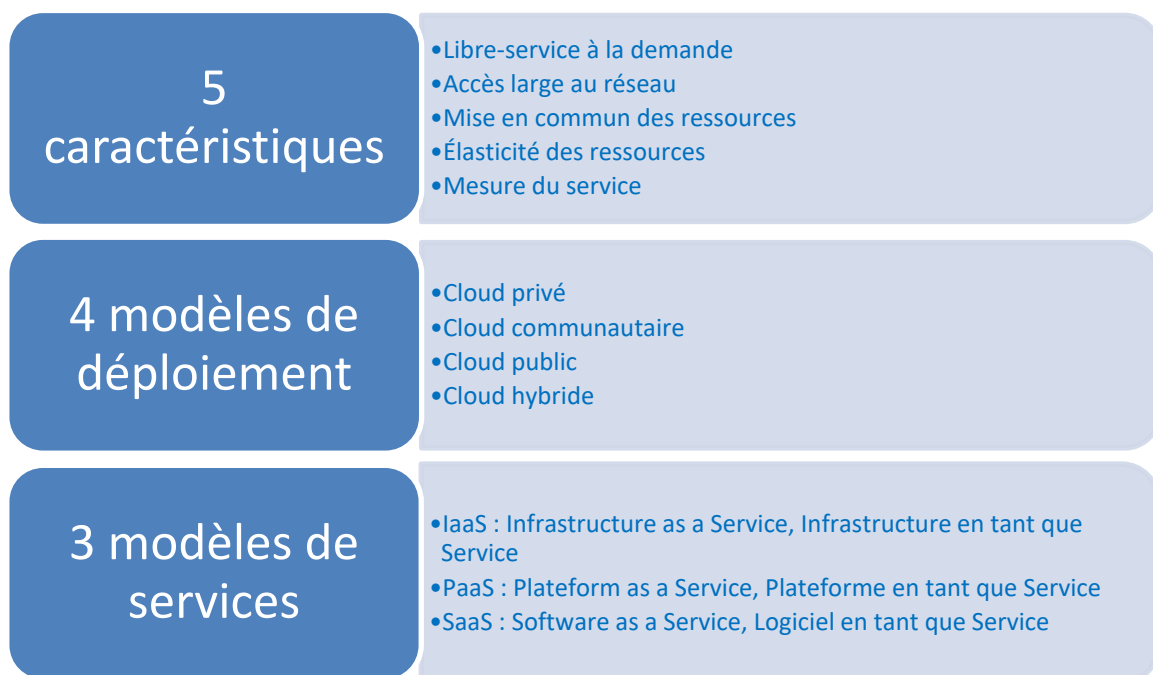 5
caractéristiques
•Libre-service à la demande
•Accès large au réseau
•Mise en commun des ressources
•Élasticité des ressources
•Mesure du service
4 modèles de
déploiement
•Cloud privé
•Cloud communautaire
•Cloud public
•Cloud hybride
3 modèles de
services
•IaaS : Infrastructure as a Service, Infrastructure en tant que
Service
•PaaS : Plateform as a Service, Plateforme en tant que Service
•SaaS : Software as a Service, Logiciel en tant que Service